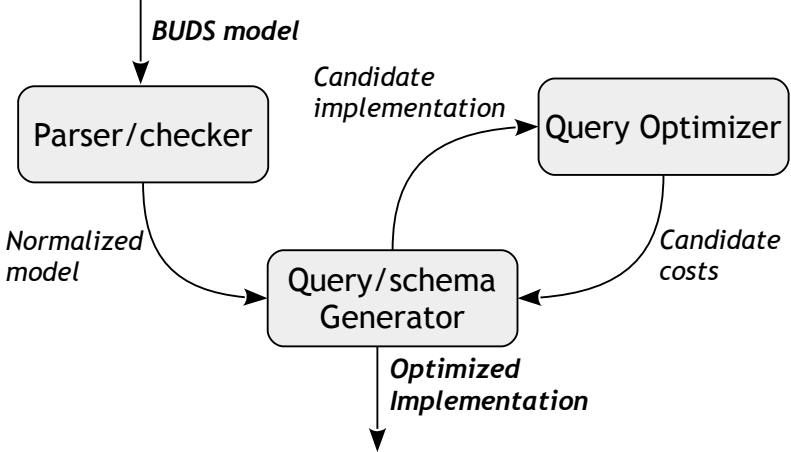 BUDS model
Parser/checker
Candidate
implementation
Query Optimizer
Normalized
model
Query/schema
Generator
Candidate
costs
Optimized
Implementation